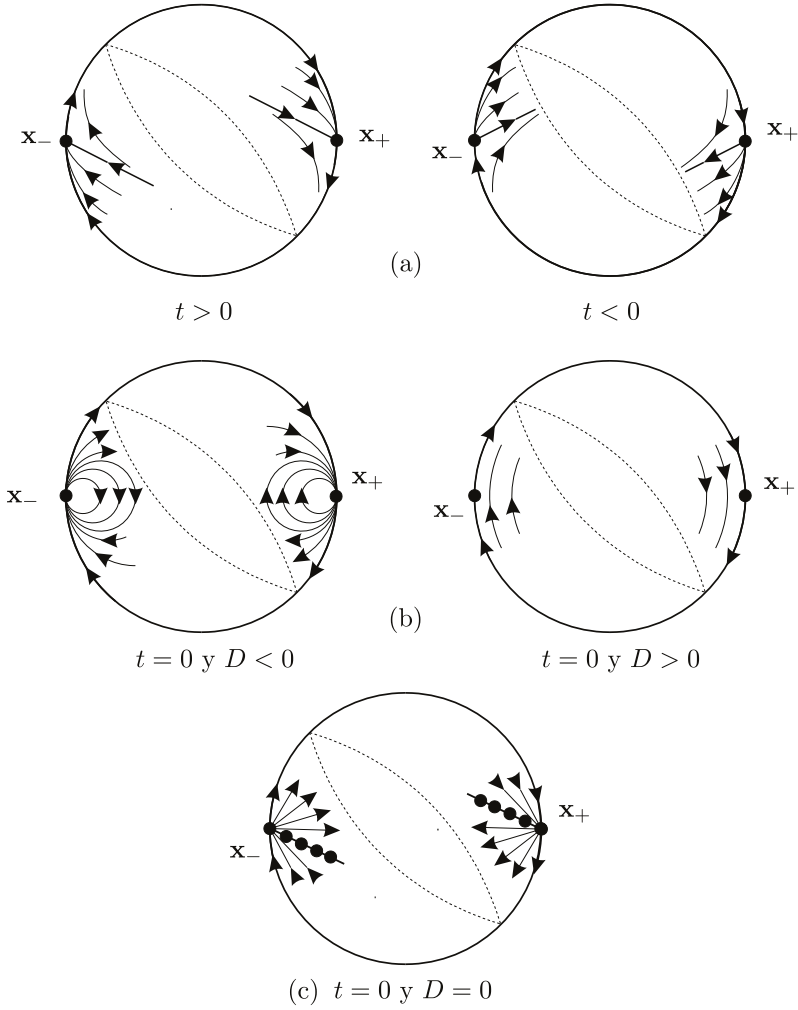 x₋ x₊ x₋ x₊
(a)
t > 0 t < 0
x₋ x₊ x₋ x₊
(b)
t = 0 y D < 0 t = 0 y D > 0
x₋ x₊
(c) t = 0 y D = 0